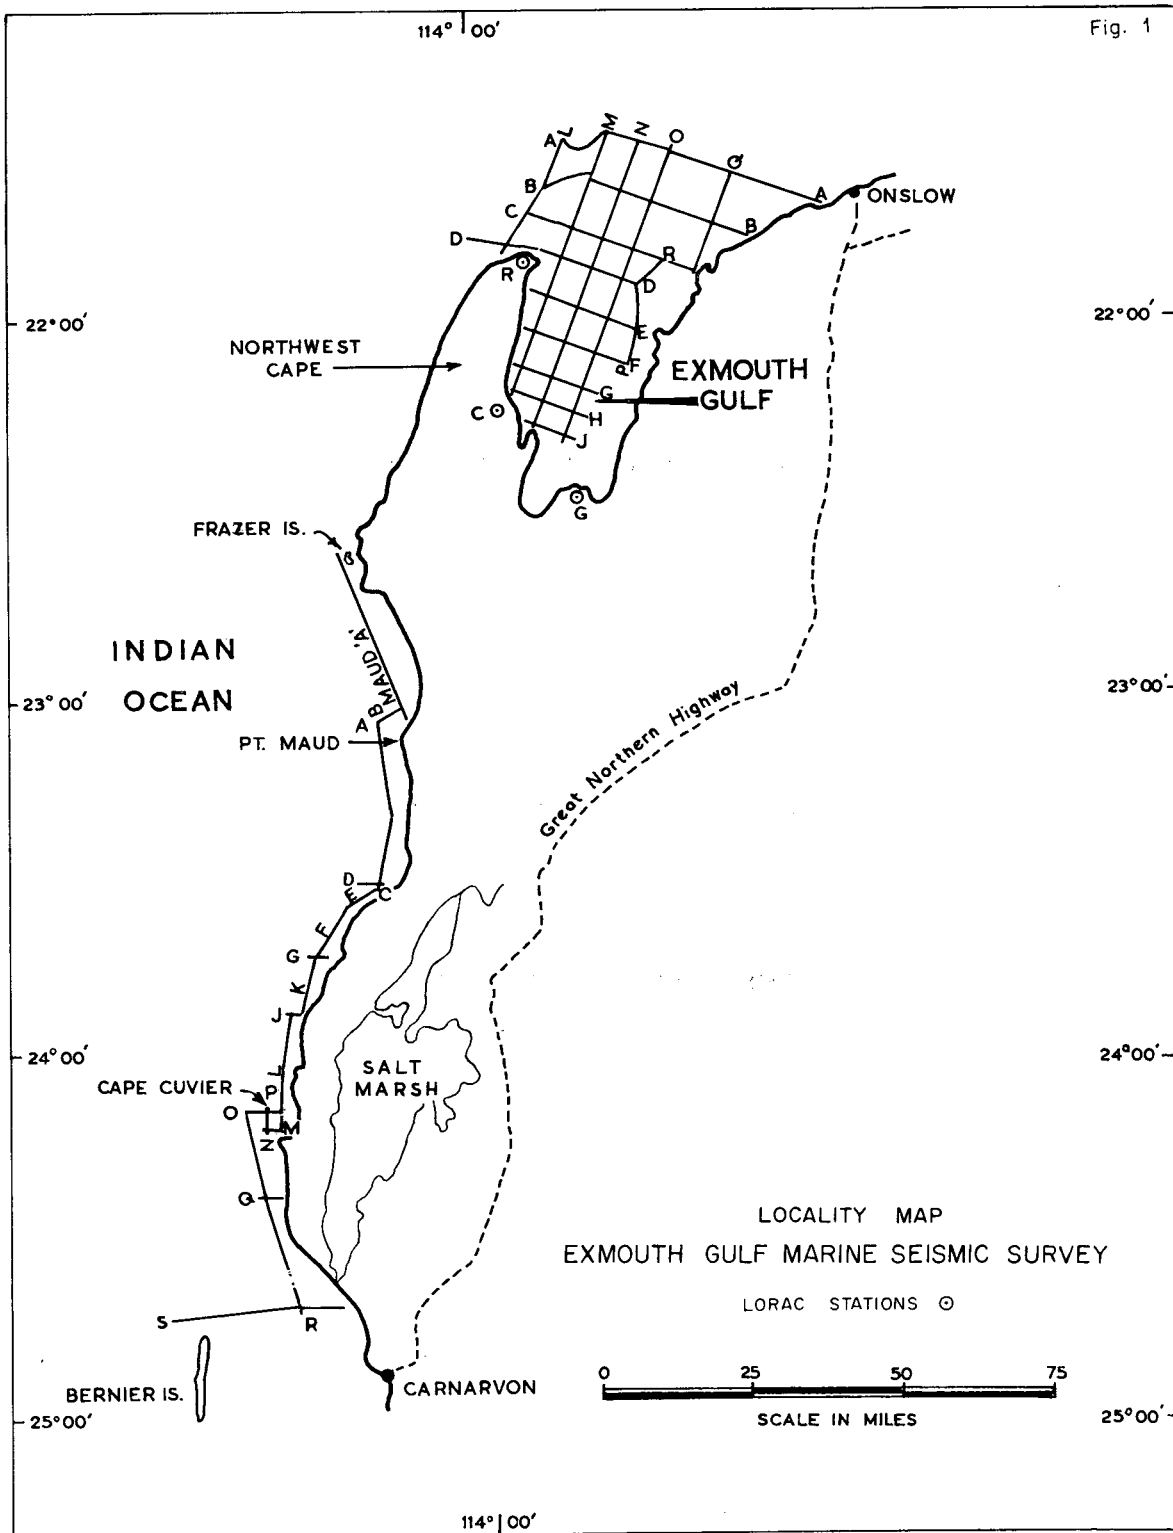 114° 00'
Fig. 1
A L M N O Q
B
A
ONSLOW
C
B
D
R
R
D
22°00'
22°00'
NORTHWEST
CAPE
E
P F
EXMOUTH
GULF
G
C
H
J
G
FRAZER IS.
B
INDIAN
OCEAN
MAUD 'A'
23°00'
23°00'
B
A
PT. MAUD
Great Northern Highway
D
E
C
F
G
K
J
24°00'
24°00'
SALT
MARSH
L
CAPE CUVIER
P
O
M
N
Q
LOCALITY MAP
EXMOUTH GULF MARINE SEISMIC SURVEY
LORAC STATIONS
S
R
BERNIER IS.
CARNARVON
0 25 50 75
SCALE IN MILES
25°00'
25°00'
114° 00'